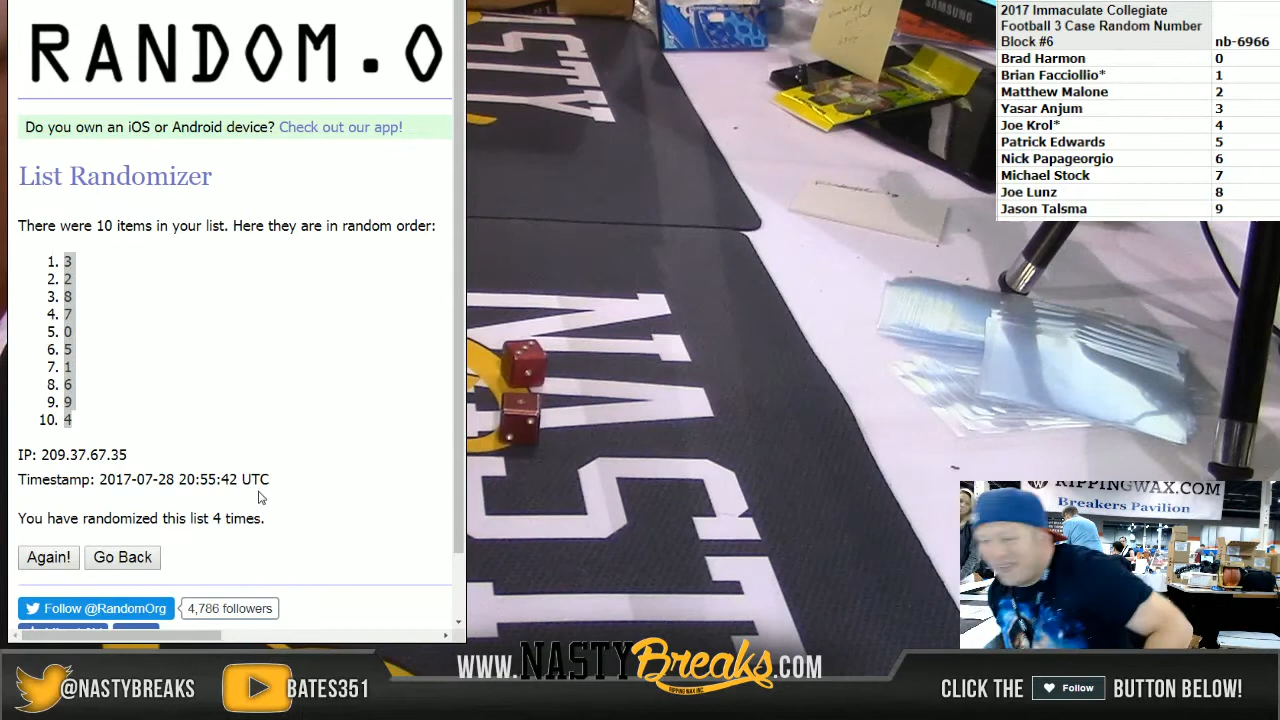 RANDOM.O
Do you own an iOS or Android device? Check out our app!
List Randomizer
There were 10 items in your list. Here they are in random order:
1. 3
2. 2
3. 8
4. 7
5. 0
6. 5
7. 1
8. 6
9. 9
10. 4
IP: 209.37.67.35
Timestamp: 2017-07-28 20:55:42 UTC
You have randomized this list 4 times.
Again! Go Back
Follow @RandomOrg 4,786 followers
SAMSUNG
2017 Immaculate Collegiate
Football 3 Case Random Number
Block #6 nb-6966
Brad Harmon 0
Brian Facciollio* 1
Matthew Malone 2
Yasar Anjum 3
Joe Krol* 4
Patrick Edwards 5
Nick Papageorgio 6
Michael Stock 7
Joe Lunz 8
Jason Talsma 9
STY
NAST
RIPPINGWAX.COM
Breakers Pavilion
@NASTYBREAKS
BATES351
WWW.NASTYBreaks.COM
RIPPING WAX INC
CLICK THE Follow BUTTON BELOW!